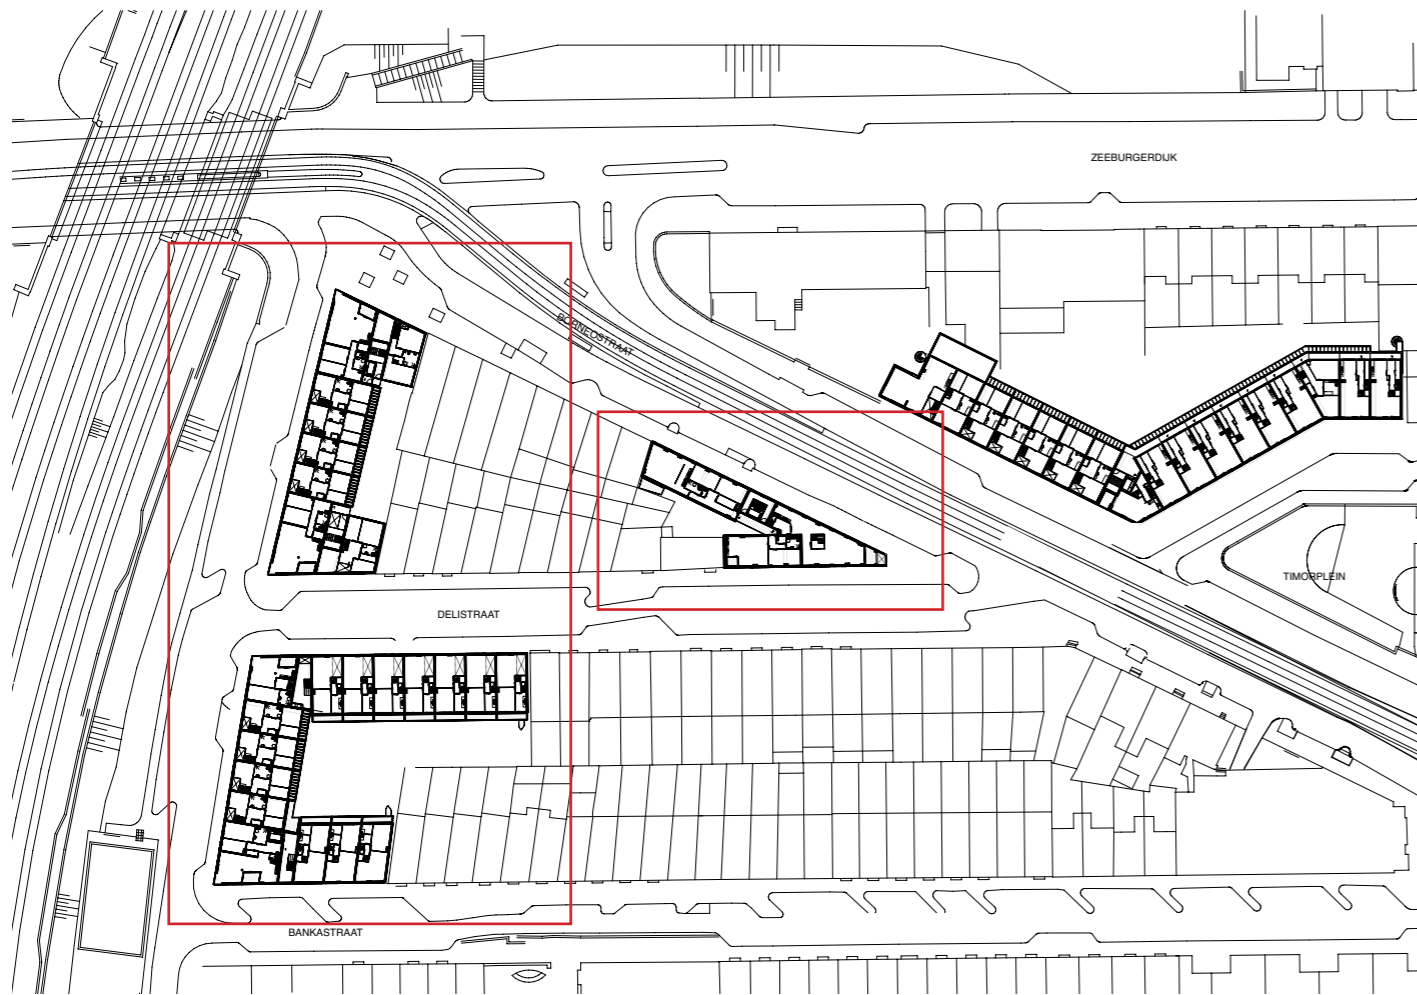 ZEEBURGERDIJK
BORNEOSTRAAT
TIMORPLEIN
DELISTRAAT
BANKASTRAAT